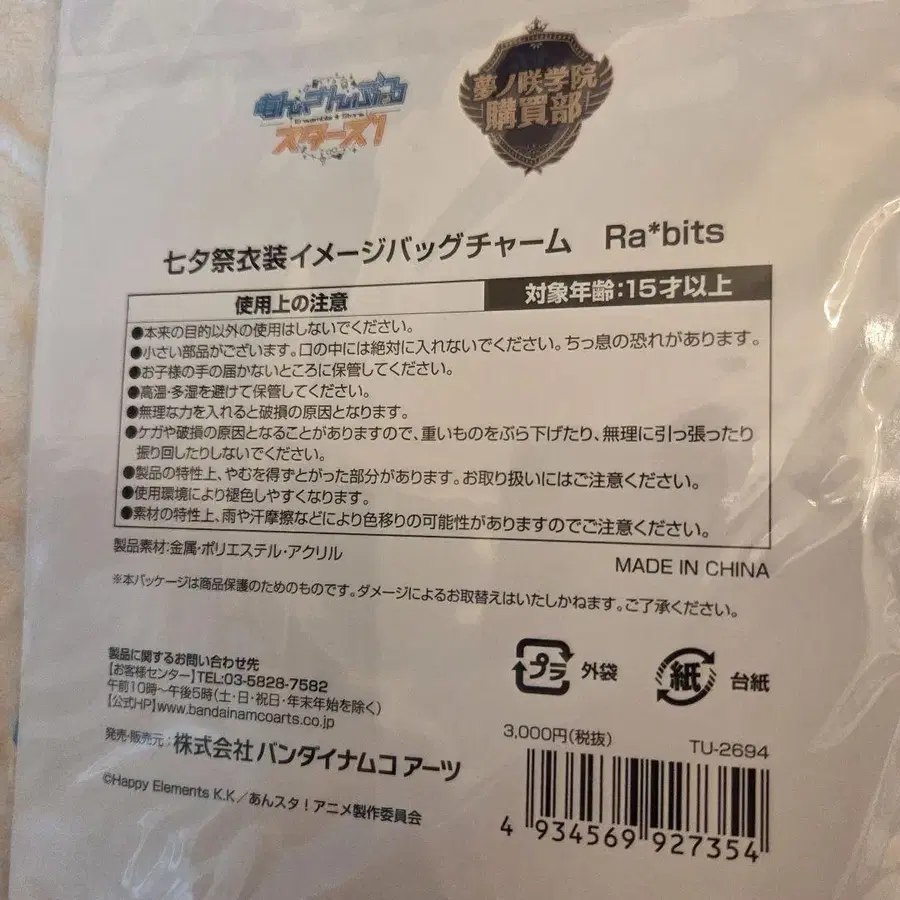 あんさんぶる
Ensemble Stars
スターズ!
夢ノ咲学院
購買部
七夕祭衣装イメージバッグチャーム Ra*bits
使用上の注意
対象年齢:15才以上
●本来の目的以外の使用はしないでください。
●小さい部品がございます。口の中には絶対に入れないでください。ちっ息の恐れがあります。
●お子様の手の届かないところに保管してください。
●高温・多湿を避けて保管してください。
●無理な力を入れると破損の原因となります。
●ケガや破損の原因となることがありますので、重いものをぶら下げたり、無理に引っ張ったり
振り回したりしないでください。
●製品の特性上、やむを得ずとがった部分があります。お取り扱いにはご注意ください。
●使用環境により褪色しやすくなります。
●素材の特性上、雨や汗摩擦などにより色移りの可能性がありますのでご注意ください。
製品素材:金属・ポリエステル・アクリル
MADE IN CHINA
※本パッケージは商品保護のためのものです。ダメージによるお取替えはいたしかねます。ご了承ください。
製品に関するお問い合わせ先
【お客様センター】TEL:03-5828-7582
午前10時〜午後5時(土・日・祝日・年末年始を除く)
【公式HP】www.bandainamcoarts.co.jp
発売・販売元:株式会社バンダイナムコアーツ
©Happy Elements K.K/あんスタ!アニメ製作委員会
プラ 外袋
紙 台紙
3,000円(税抜)
TU-2694
4 934569 927354